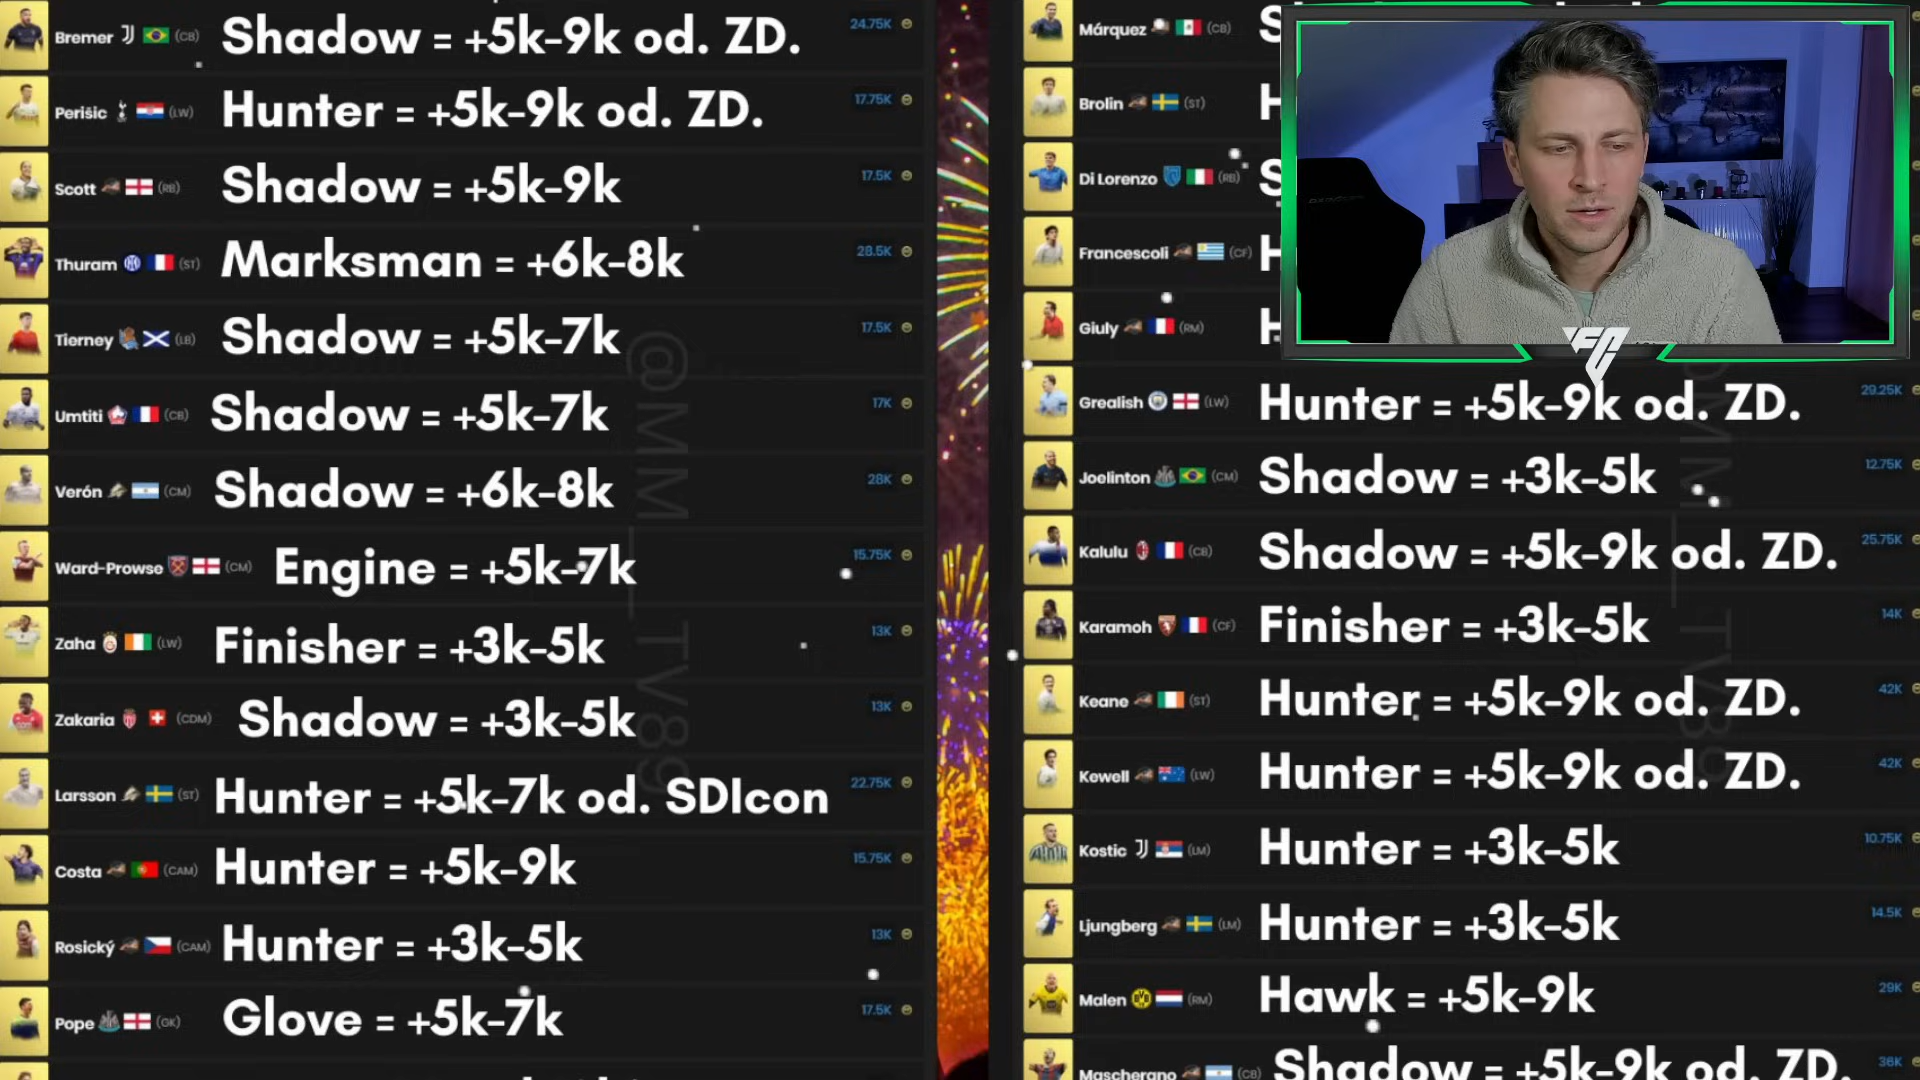 Bremer (CB) Shadow = +5k-9k od. ZD. 24.75K
Perišic (LW) Hunter = +5k-9k od. ZD. 17.75K
Scott (RB) Shadow = +5k-9k 17.5K
Thuram (ST) Marksman = +6k-8k 28.5K
Tierney (LB) Shadow = +5k-7k 17.5K
Umtiti (CB) Shadow = +5k-7k 17K
Verón (CM) Shadow = +6k-8k 28K
Ward-Prowse (CM) Engine = +5k-7k 15.75K
Zaha (LW) Finisher = +3k-5k 13K
Zakaria (CDM) Shadow = +3k-5k 13K
Larsson (ST) Hunter = +5k-7k od. SDIcon 22.75K
Costa (CAM) Hunter = +5k-9k 15.75K
Rosický (CAM) Hunter = +3k-5k 13K
Pope (GK) Glove = +5k-7k 17.5K
@MM_TV89
Márquez (CB) S
Brolin (ST) H
Di Lorenzo (RB) S
Francescoli (CF) H
Giuly (RM) H
Grealish (LW) Hunter = +5k-9k od. ZD. 29.25K
Joelinton (CM) Shadow = +3k-5k 12.75K
Kalulu (CB) Shadow = +5k-9k od. ZD. 25.75K
Karamoh (CF) Finisher = +3k-5k 14K
Keane (ST) Hunter = +5k-9k od. ZD. 42K
Kewell (LW) Hunter = +5k-9k od. ZD. 42K
Kostic (LM) Hunter = +3k-5k 10.75K
Ljungberg (LM) Hunter = +3k-5k 14.5K
Malen (RM) Hawk = +5k-9k 29K
Mascherano (CB) Shadow = +5k-9k od. ZD. 36K